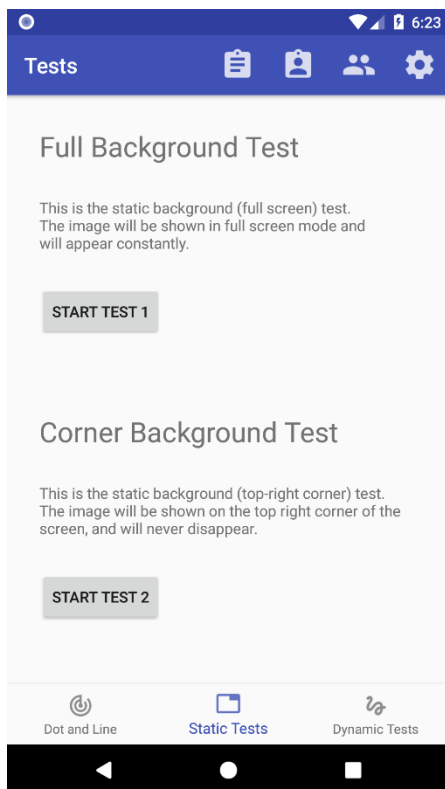 6:23
Tests
Full Background Test
This is the static background (full screen) test.
The image will be shown in full screen mode and
will appear constantly.
START TEST 1
Corner Background Test
This is the static background (top-right corner) test.
The image will be shown on the top right corner of the
screen, and will never disappear.
START TEST 2
Dot and Line
Static Tests
Dynamic Tests